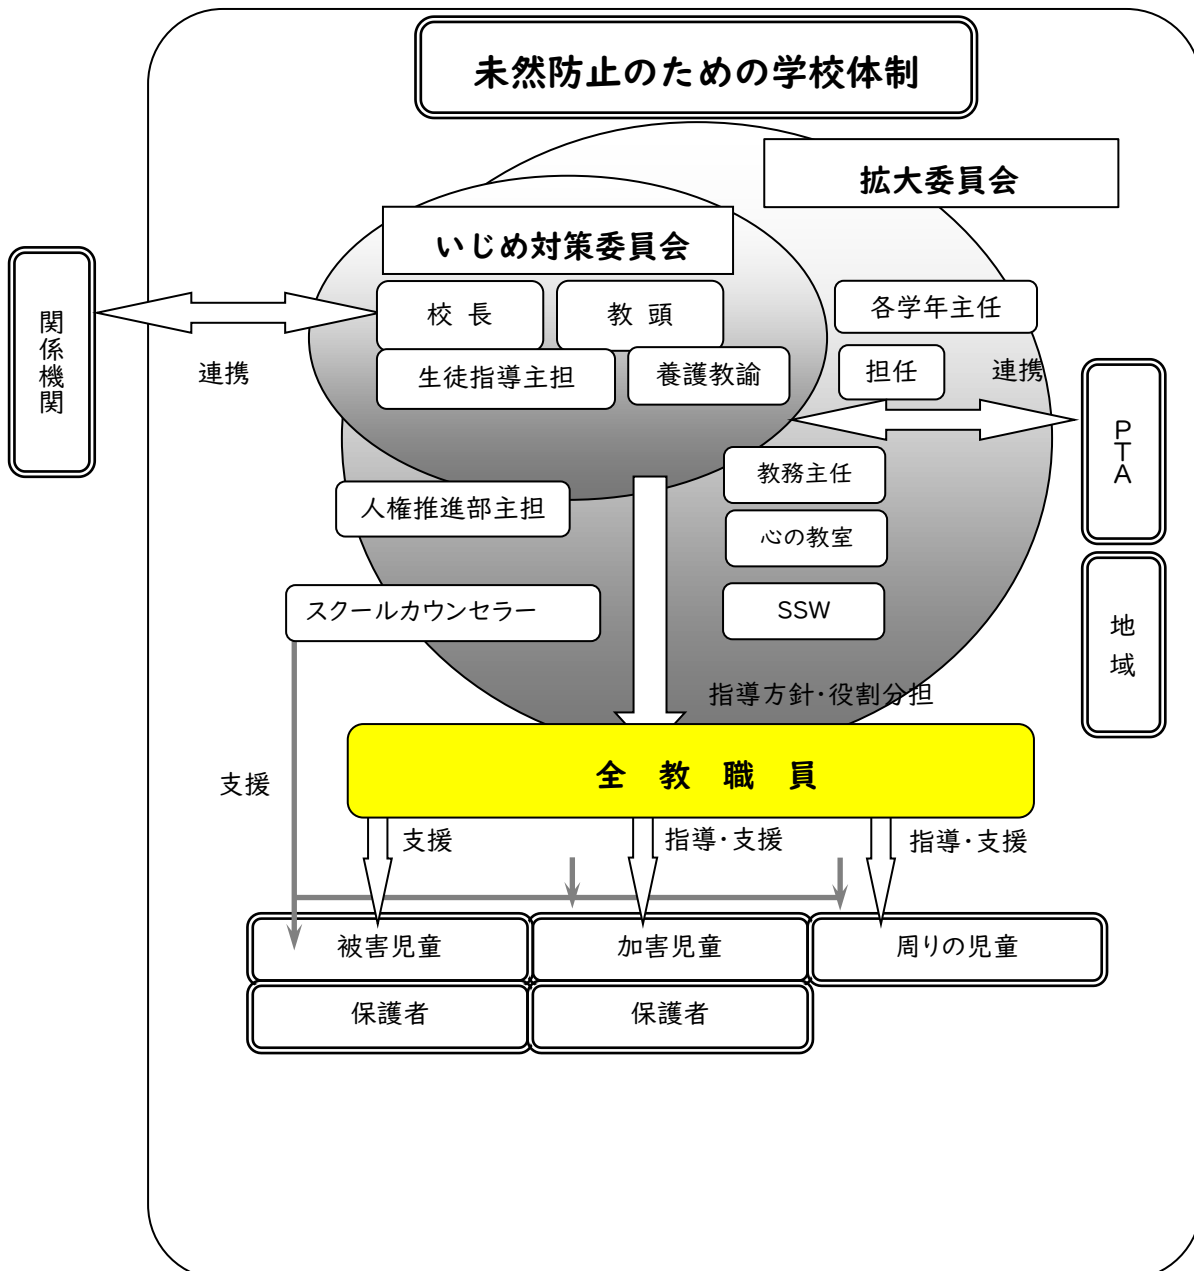 未然防止のための学校体制
拡大委員会
いじめ対策委員会
校 長
教 頭
各学年主任
生徒指導主担
養護教諭
担任
関係機関
連携
連携
PTA
教務主任
人権推進部主担
心の教室
スクールカウンセラー
SSW
地域
指導方針・役割分担
全 教 職 員
支援
支援
指導・支援
指導・支援
被害児童
加害児童
周りの児童
保護者
保護者